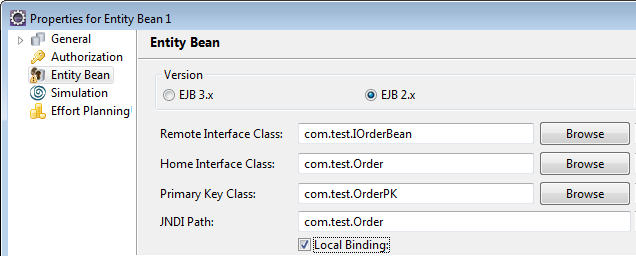 Properties for Entity Bean 1
General
Authorization
Entity Bean
Simulation
Effort Planning
Entity Bean
Version
EJB 3.x
EJB 2.x
Remote Interface Class: com.test.IOrderBean Browse
Home Interface Class: com.test.Order Browse
Primary Key Class: com.test.OrderPK Browse
JNDI Path: com.test.Order
Local Binding